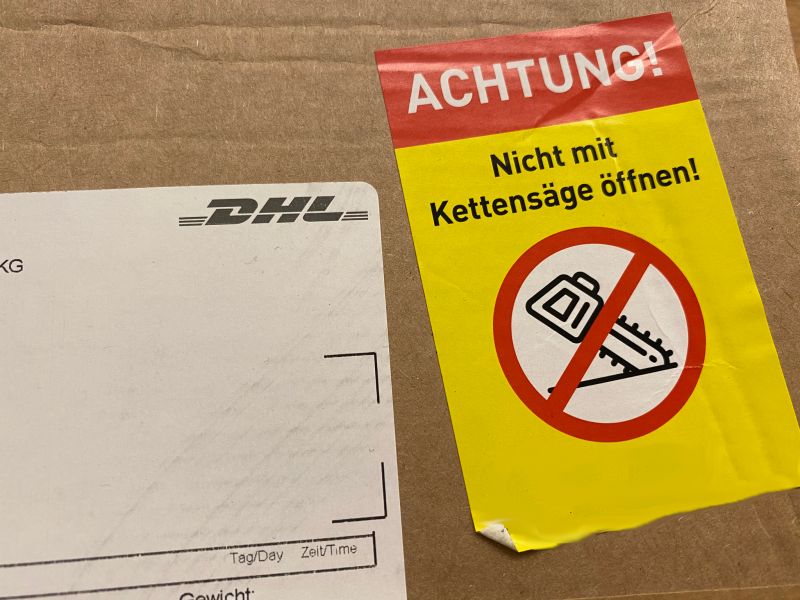 ACHTUNG!
Nicht mit
Kettensäge öffnen!
DHL
KG
Tag/Day Zeit/Time
Gewicht: